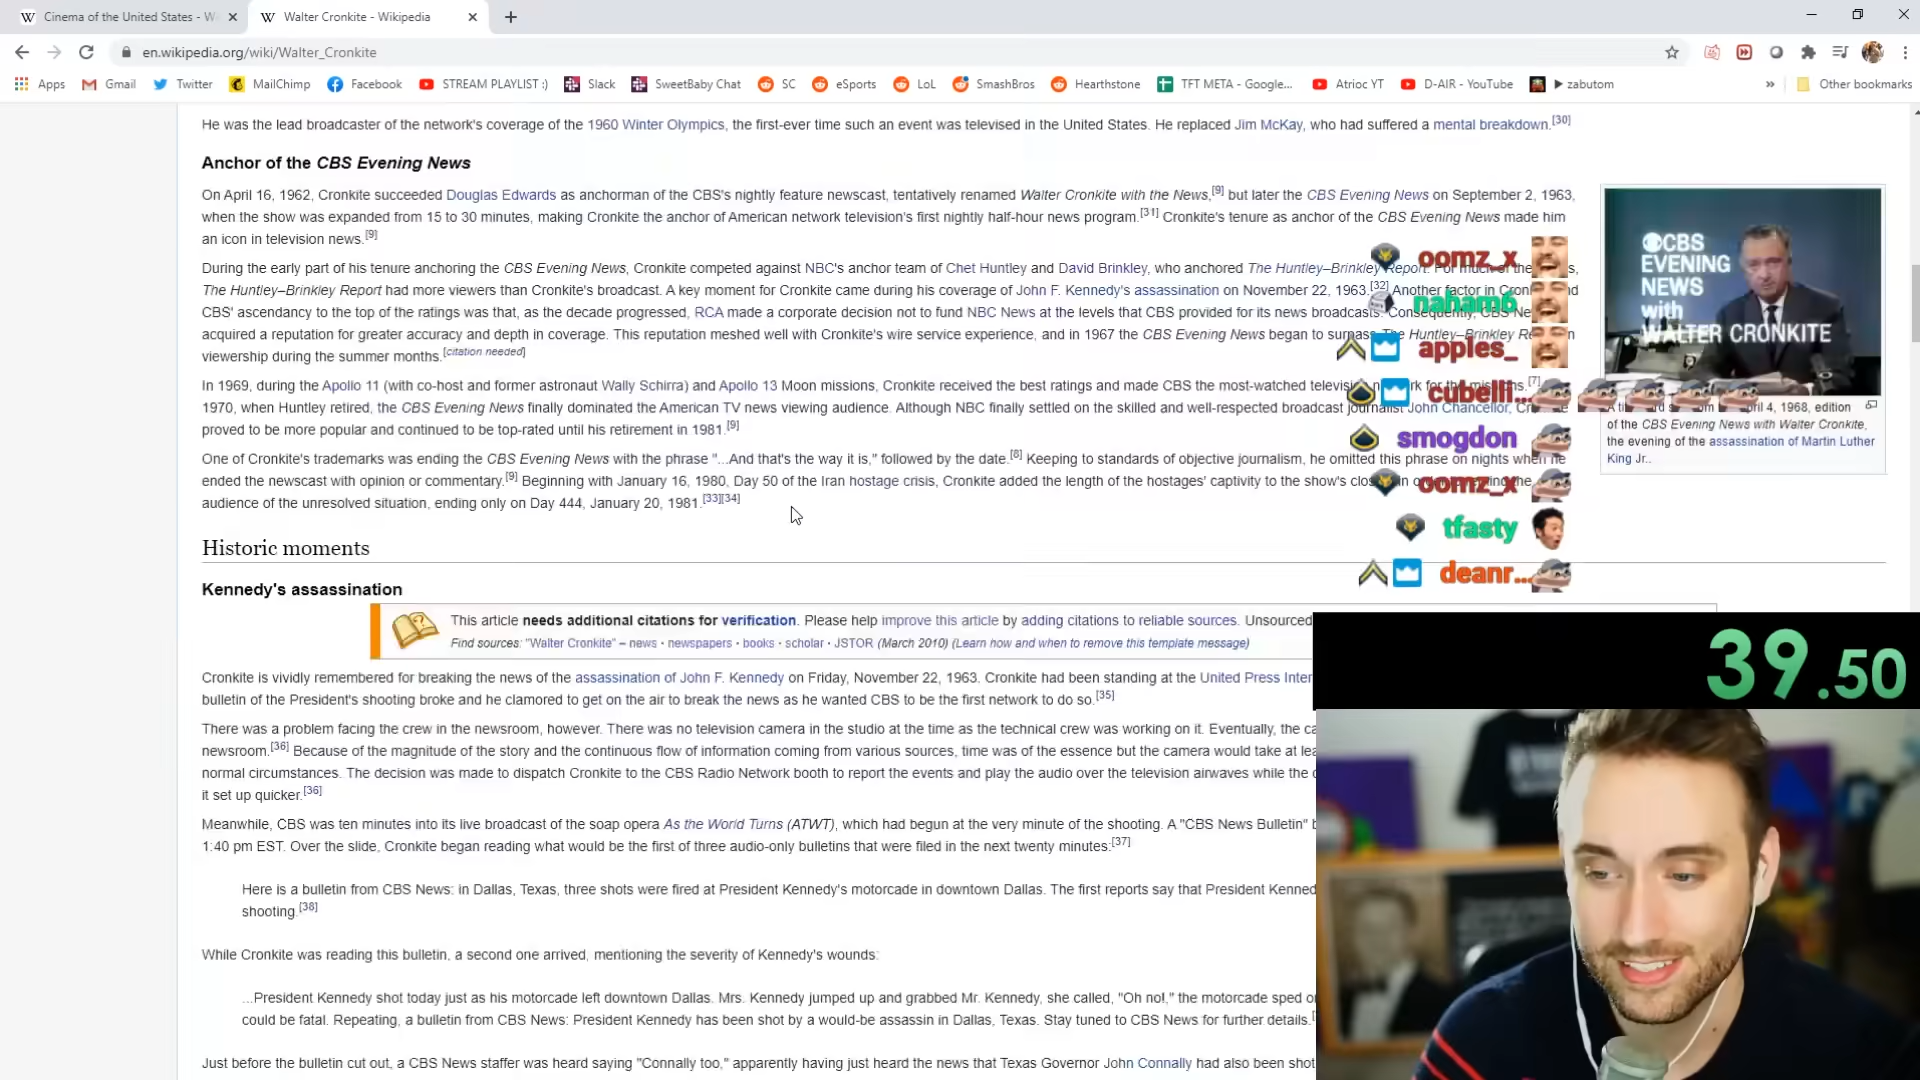 Cinema of the United States - W
Walter Cronkite - Wikipedia
en.wikipedia.org/wiki/Walter_Cronkite
Apps Gmail Twitter MailChimp Facebook STREAM PLAYLIST :) Slack SweetBaby Chat SC eSports LoL SmashBros Hearthstone TFT META - Google... Atrioc YT D-AIR - YouTube ▶ zabutom » Other bookmarks
He was the lead broadcaster of the network's coverage of the 1960 Winter Olympics, the first-ever time such an event was televised in the United States. He replaced Jim McKay, who had suffered a mental breakdown.[30]
Anchor of the CBS Evening News
On April 16, 1962, Cronkite succeeded Douglas Edwards as anchorman of the CBS's nightly feature newscast, tentatively renamed Walter Cronkite with the News,[9] but later the CBS Evening News on September 2, 1963,
when the show was expanded from 15 to 30 minutes, making Cronkite the anchor of American network television's first nightly half-hour news program.[31] Cronkite's tenure as anchor of the CBS Evening News made him
an icon in television news.[9]
During the early part of his tenure anchoring the CBS Evening News, Cronkite competed against NBC's anchor team of Chet Huntley and David Brinkley, who anchored The Huntley–Brinkley Report. For much of the
The Huntley–Brinkley Report had more viewers than Cronkite's broadcast. A key moment for Cronkite came during his coverage of John F. Kennedy's assassination on November 22, 1963.[32] Another factor in
CBS' ascendancy to the top of the ratings was that, as the decade progressed, RCA made a corporate decision not to fund NBC News at the levels that CBS provided for its news broadcasts. Consequently, CBS
acquired a reputation for greater accuracy and depth in coverage. This reputation meshed well with Cronkite's wire service experience, and in 1967 the CBS Evening News began to surpass The Huntley–Brinkley
viewership during the summer months.[citation needed]
In 1969, during the Apollo 11 (with co-host and former astronaut Wally Schirra) and Apollo 13 Moon missions, Cronkite received the best ratings and made CBS the most-watched television network for the missions.[7]
1970, when Huntley retired, the CBS Evening News finally dominated the American TV news viewing audience. Although NBC finally settled on the skilled and well-respected broadcast journalist John Chancellor,
proved to be more popular and continued to be top-rated until his retirement in 1981.[9]
One of Cronkite's trademarks was ending the CBS Evening News with the phrase "...And that's the way it is," followed by the date.[8] Keeping to standards of objective journalism, he omitted this phrase on nights when he
ended the newscast with opinion or commentary.[9] Beginning with January 16, 1980, Day 50 of the Iran hostage crisis, Cronkite added the length of the hostages' captivity to the show's in the
audience of the unresolved situation, ending only on Day 444, January 20, 1981.[33][34]
CBS
EVENING
NEWS
with
WALTER CRONKITE
April 4, 1968, edition
of the CBS Evening News with Walter Cronkite,
the evening of the assassination of Martin Luther
King Jr..
oomz_x
naham6
apples_
cubelli...
smogdon
oomz_x
tfasty
deanr...
Historic moments
Kennedy's assassination
This article needs additional citations for verification. Please help improve this article by adding citations to reliable sources. Unsourced
Find sources: "Walter Cronkite" – news · newspapers · books · scholar · JSTOR (March 2010) (Learn how and when to remove this template message)
Cronkite is vividly remembered for breaking the news of the assassination of John F. Kennedy on Friday, November 22, 1963. Cronkite had been standing at the United Press Inter
bulletin of the President's shooting broke and he clamored to get on the air to break the news as he wanted CBS to be the first network to do so.[35]
There was a problem facing the crew in the newsroom, however. There was no television camera in the studio at the time as the technical crew was working on it. Eventually, the ca
newsroom.[36] Because of the magnitude of the story and the continuous flow of information coming from various sources, time was of the essence but the camera would take at lea
normal circumstances. The decision was made to dispatch Cronkite to the CBS Radio Network booth to report the events and play the audio over the television airwaves while the c
it set up quicker.[36]
Meanwhile, CBS was ten minutes into its live broadcast of the soap opera As the World Turns (ATWT), which had begun at the very minute of the shooting. A "CBS News Bulletin" b
1:40 pm EST. Over the slide, Cronkite began reading what would be the first of three audio-only bulletins that were filed in the next twenty minutes:[37]
Here is a bulletin from CBS News: in Dallas, Texas, three shots were fired at President Kennedy's motorcade in downtown Dallas. The first reports say that President Kenned
shooting.[38]
While Cronkite was reading this bulletin, a second one arrived, mentioning the severity of Kennedy's wounds:
...President Kennedy shot today just as his motorcade left downtown Dallas. Mrs. Kennedy jumped up and grabbed Mr. Kennedy, she called, "Oh no!," the motorcade sped o
could be fatal. Repeating, a bulletin from CBS News: President Kennedy has been shot by a would-be assassin in Dallas, Texas. Stay tuned to CBS News for further details.
Just before the bulletin cut out, a CBS News staffer was heard saying "Connally too," apparently having just heard the news that Texas Governor John Connally had also been shot
39.50